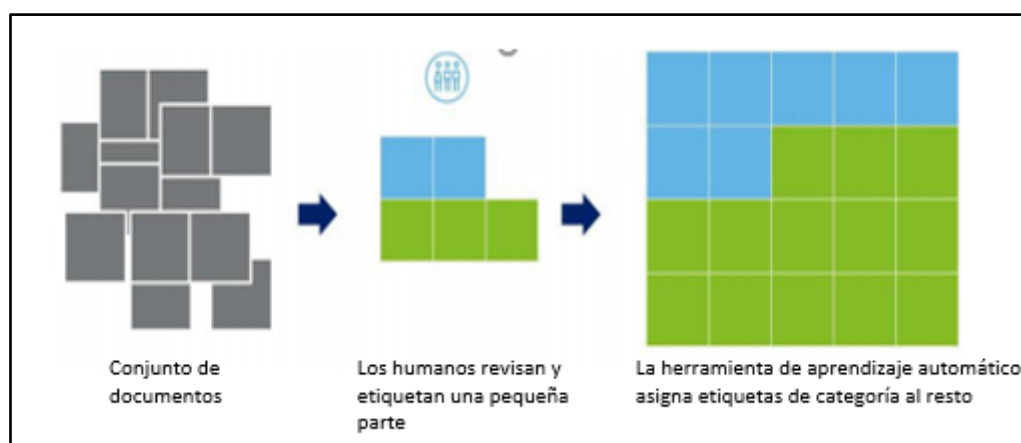 Conjunto de
documentos
Los humanos revisan y
etiquetan una pequeña
parte
La herramienta de aprendizaje automático
asigna etiquetas de categoría al resto